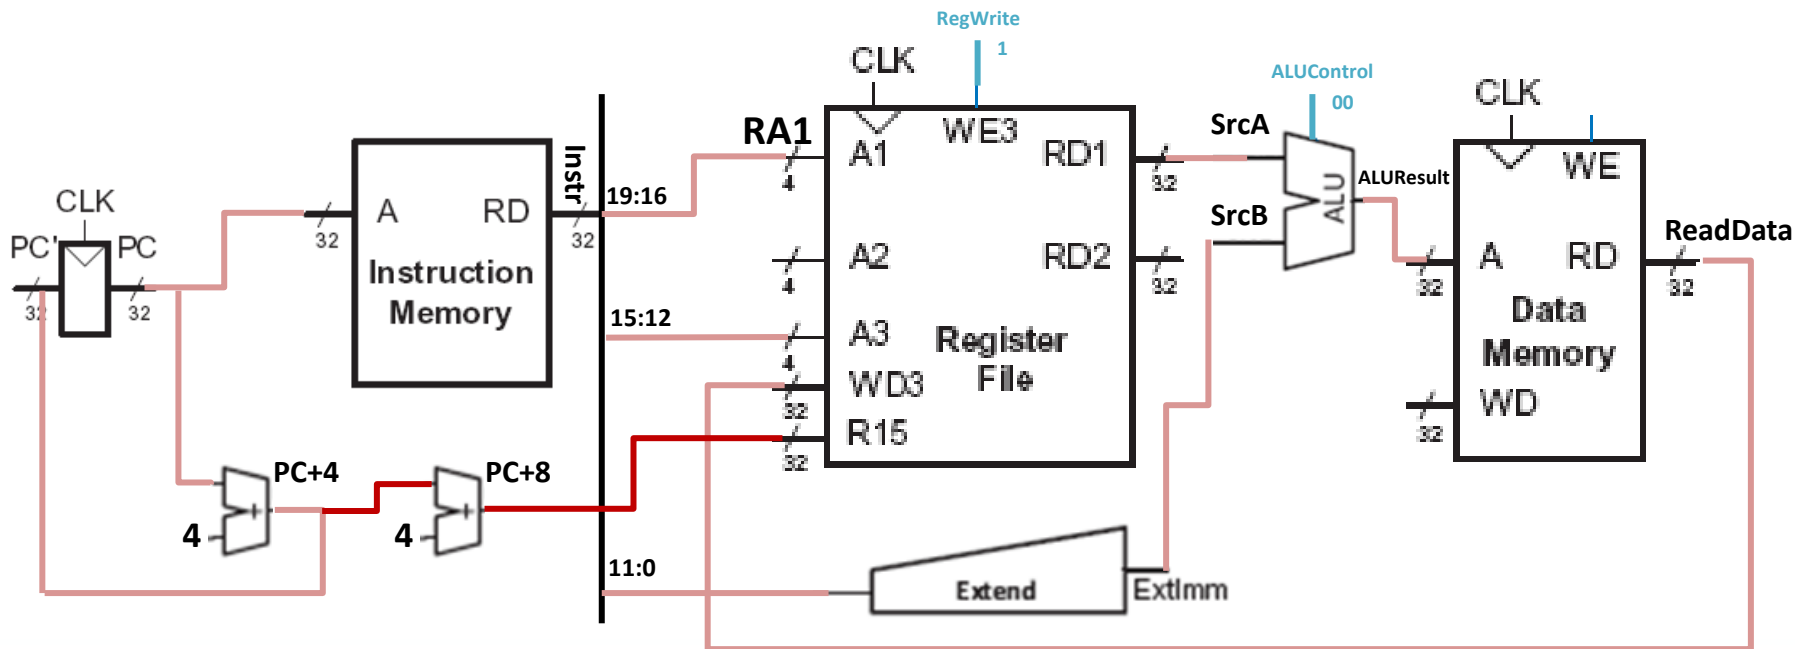 RegWrite
1
CLK
ALUControl
00
CLK
RA1
WE3
SrcA
Instr
A1
RD1
WE
4
32
ALUResult
19:16
CLK
A
RD
ALU
PC'
PC
32
32
SrcB
ReadData
A2
RD2
A
RD
Instruction
Memory
4
32
32
32
32
32
Data
Memory
15:12
A3
Register
File
4
WD3
WD
32
32
R15
32
PC+4
PC+8
+
+
4
4
11:0
Extend
ExtImm